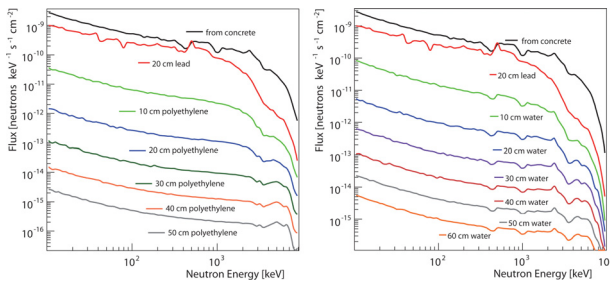 Flux [neutrons keV⁻¹ s⁻¹ cm⁻²]
10⁻⁹
10⁻¹⁰
10⁻¹¹
10⁻¹²
10⁻¹³
10⁻¹⁴
10⁻¹⁵
10⁻¹⁶
from concrete
20 cm lead
10 cm polyethylene
20 cm polyethylene
30 cm polyethylene
40 cm polyethylene
50 cm polyethylene
10²
10³
Neutron Energy [keV]
Flux [neutrons keV⁻¹ s⁻¹ cm⁻²]
10⁻⁹
10⁻¹⁰
10⁻¹¹
10⁻¹²
10⁻¹³
10⁻¹⁴
10⁻¹⁵
from concrete
20 cm lead
10 cm water
20 cm water
30 cm water
40 cm water
50 cm water
60 cm water
10²
10³
10
Neutron Energy [keV]